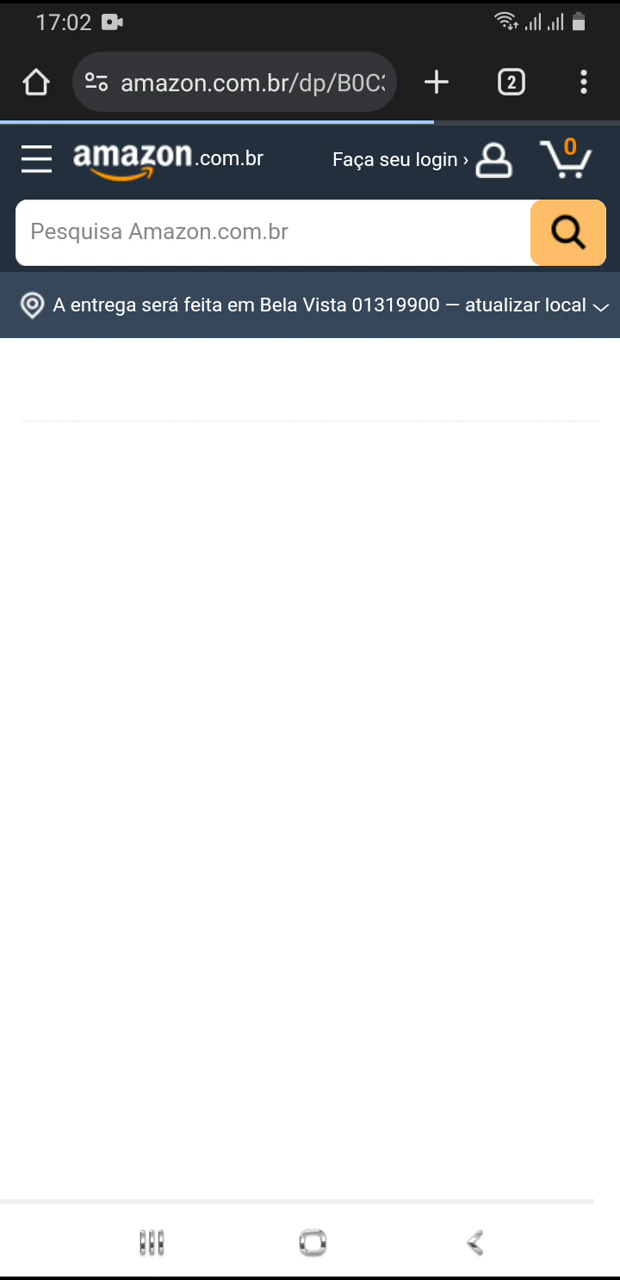 17:02
amazon.com.br/dp/B0C
2
amazon.com.br
Faça seu login ›
0
Pesquisa Amazon.com.br
A entrega será feita em Bela Vista 01319900 — atualizar local